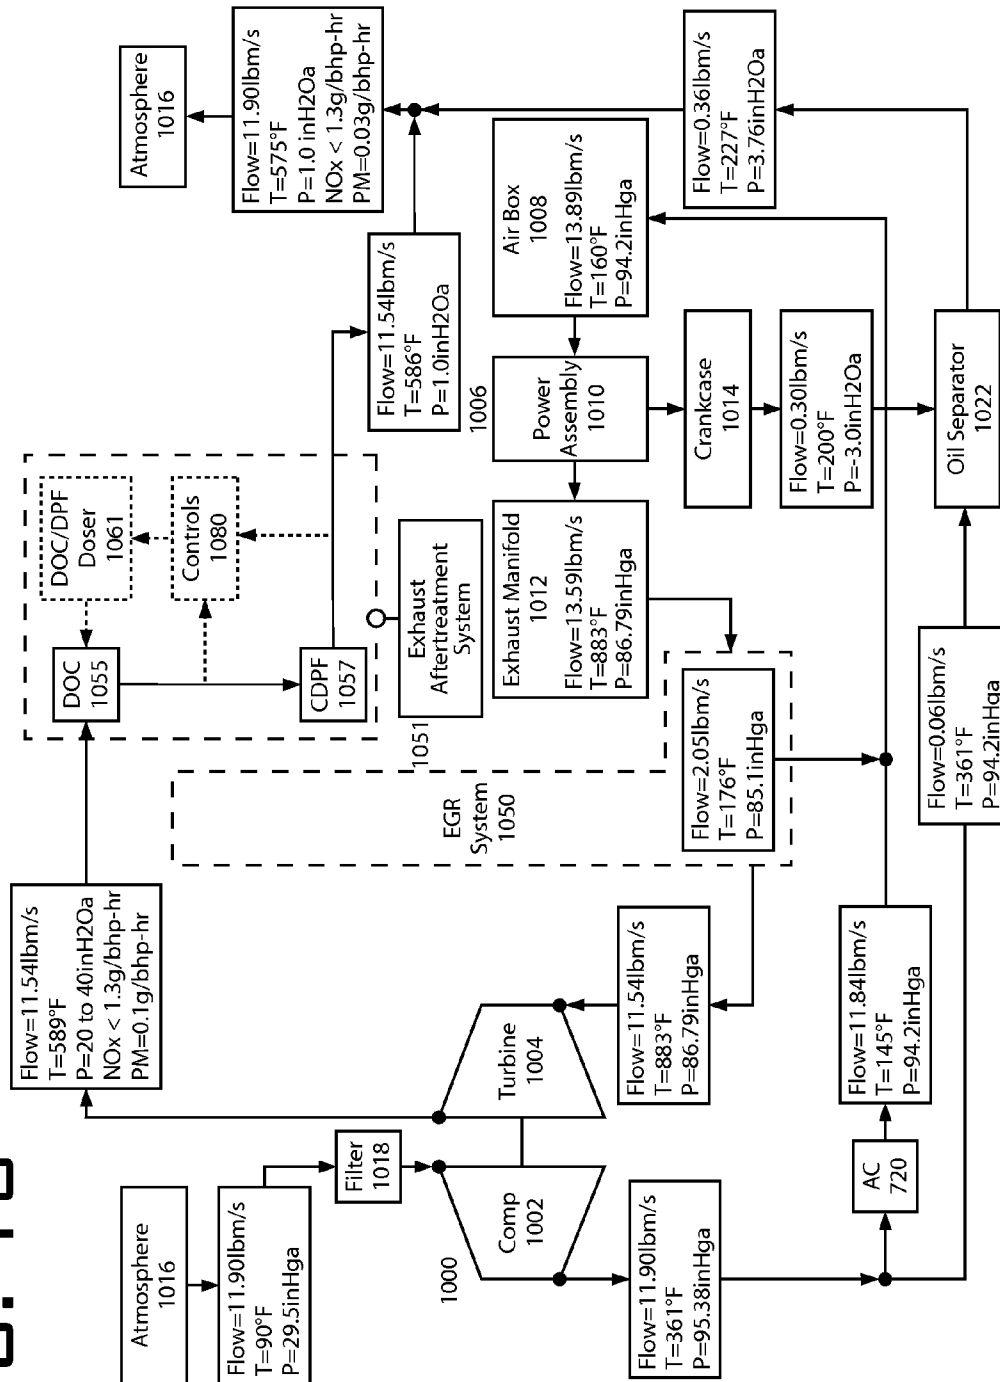 Atmosphere
1016
Flow=11.90lbm/s
T=90°F
P=29.5inHga
Filter
1018
1000
Comp
1002
Turbine
1004
Flow=11.90lbm/s
T=361°F
P=95.38inHga
AC
720
Flow=11.84lbm/s
T=145°F
P=94.2inHga
Flow=11.54lbm/s
T=883°F
P=86.79inHga
Flow=11.54lbm/s
T=589°F
P=20 to 40inH2Oa
NOx < 1.3g/bhp-hr
PM=0.1g/bhp-hr
EGR
System
1050
Flow=2.05lbm/s
T=176°F
P=85.1inHga
Flow=0.06lbm/s
T=361°F
P=94.2inHga
DOC
1055
CDPF
1057
DOC/DPF
Doser
1061
Controls
1080
1051
Exhaust
Aftertreatment
System
Exhaust Manifold
1012
Flow=13.59lbm/s
T=883°F
P=86.79inHga
1006
Power
Assembly
1010
Crankcase
1014
Flow=0.30lbm/s
T=200°F
P=-3.0inH2Oa
Oil Separator
1022
Air Box
1008
Flow=13.89lbm/s
T=160°F
P=94.2inHga
Flow=11.54lbm/s
T=586°F
P=1.0inH2Oa
Flow=0.36lbm/s
T=227°F
P=3.76inH2Oa
Flow=11.90lbm/s
T=575°F
P=1.0 inH2Oa
NOx < 1.3g/bhp-hr
PM=0.03g/bhp-hr
Atmosphere
1016